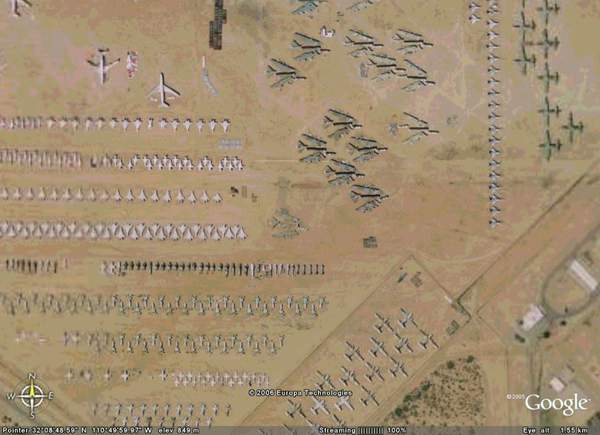 N
© 2006 Europa Technologies
©2005 Google
Pointer 32°08'48.59" N 110°49'59.97" W elev 849 m Streaming |||||||||| 100% Eye alt 1.55 km